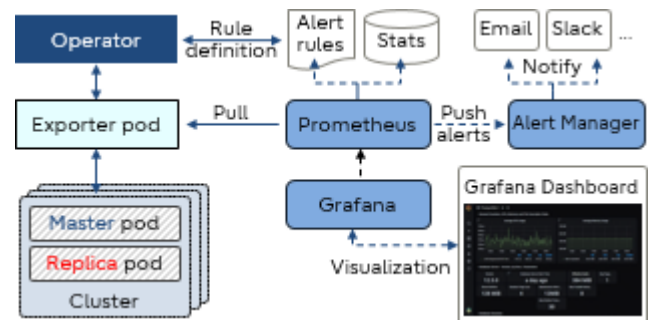 Operator
Rule
definition
Alert
rules
Stats
Email
Slack
...
Notify
Exporter pod
Pull
Prometheus
Push
alerts
Alert Manager
Master pod
Replica pod
Cluster
Grafana
Visualization
Grafana Dashboard